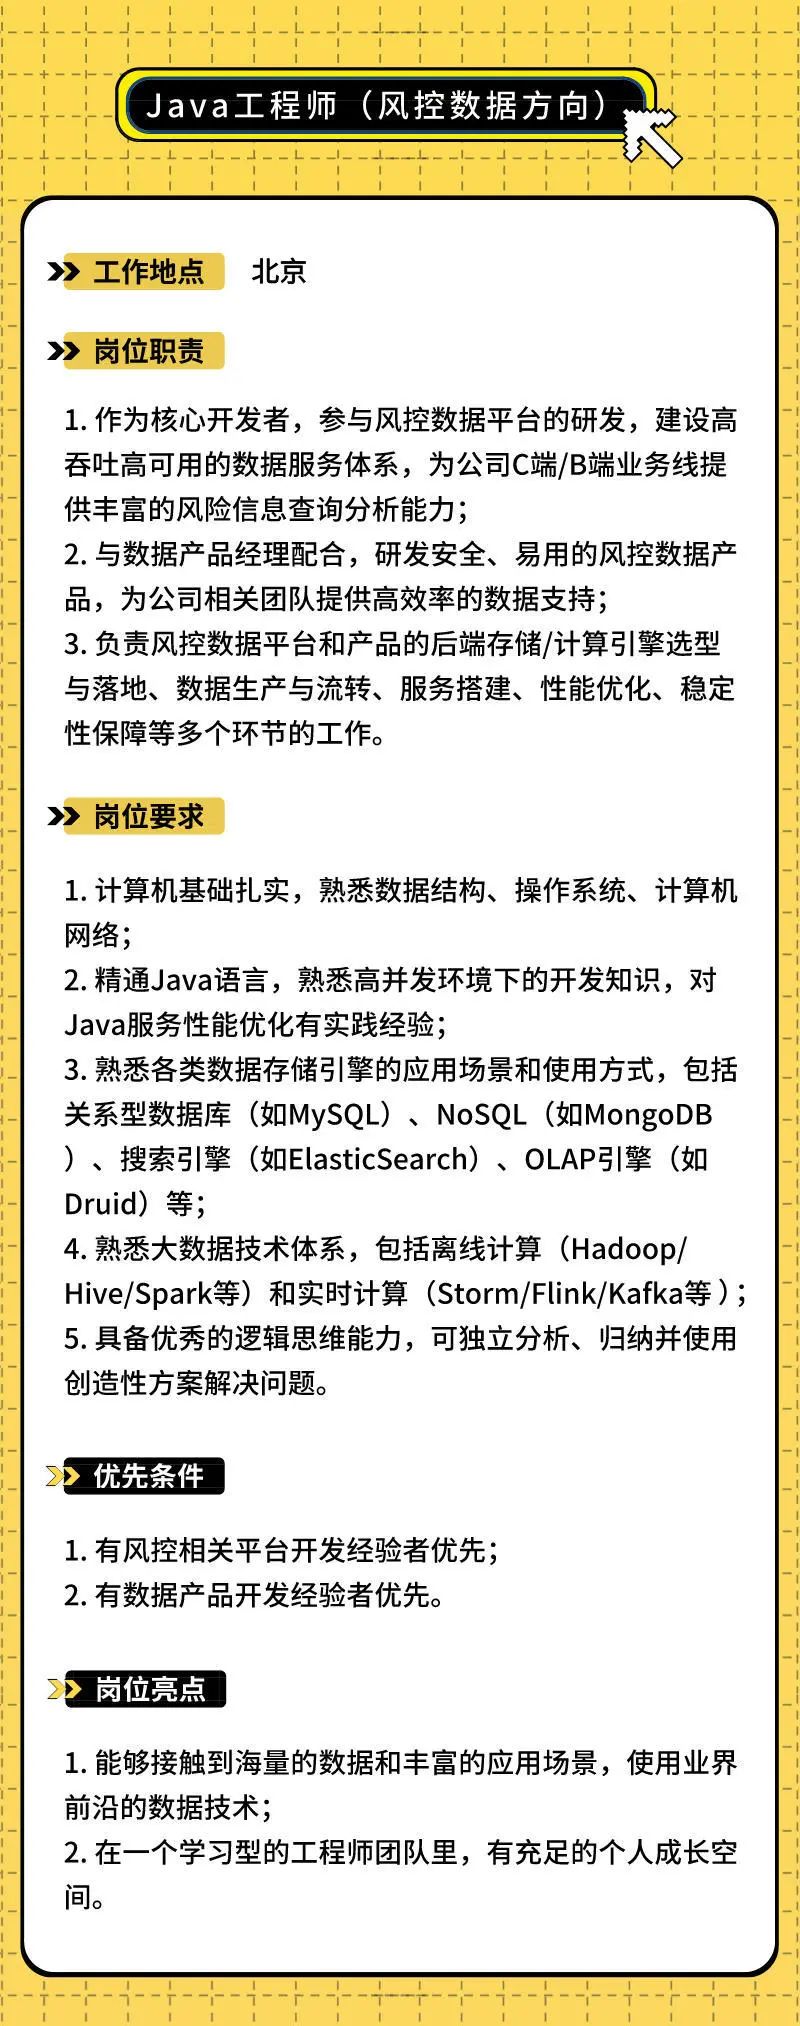 Java工程师（风控数据方向）
工作地点 北京
岗位职责
1. 作为核心开发者，参与风控数据平台的研发，建设高
吞吐高可用的数据服务体系，为公司C端/B端业务线提
供丰富的风险信息查询分析能力；
2. 与数据产品经理配合，研发安全、易用的风控数据产
品，为公司相关团队提供高效率的数据支持；
3. 负责风控数据平台和产品的后端存储/计算引擎选型
与落地、数据生产与流转、服务搭建、性能优化、稳定
性保障等多个环节的工作。
岗位要求
1. 计算机基础扎实，熟悉数据结构、操作系统、计算机
网络；
2. 精通Java语言，熟悉高并发环境下的开发知识，对
Java服务性能优化有实践经验；
3. 熟悉各类数据存储引擎的应用场景和使用方式，包括
关系型数据库（如MySQL）、NoSQL（如MongoDB
）、搜索引擎（如ElasticSearch）、OLAP引擎（如
Druid）等；
4. 熟悉大数据技术体系，包括离线计算（Hadoop/
Hive/Spark等）和实时计算（Storm/Flink/Kafka等 ）；
5. 具备优秀的逻辑思维能力，可独立分析、归纳并使用
创造性方案解决问题。
优先条件
1. 有风控相关平台开发经验者优先；
2. 有数据产品开发经验者优先。
岗位亮点
1. 能够接触到海量的数据和丰富的应用场景，使用业界
前沿的数据技术；
2. 在一个学习型的工程师团队里，有充足的个人成长空
间。